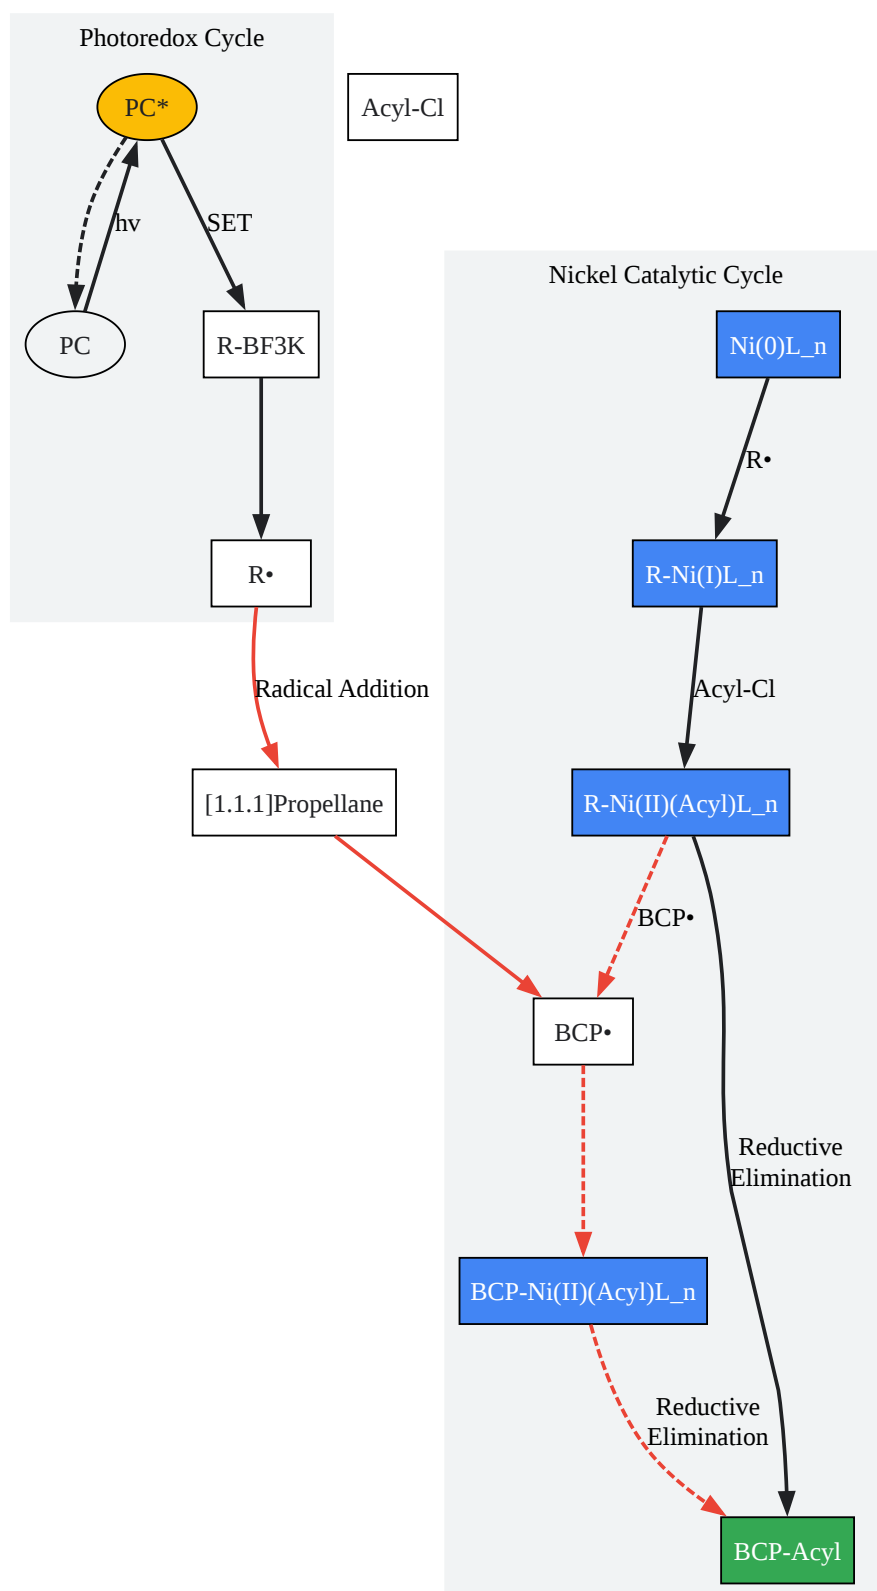 Photoredox Cycle
PC*
Acyl-Cl
hv
SET
Nickel Catalytic Cycle
PC
R-BF3K
Ni(0)L_n
R•
R•
R-Ni(I)L_n
Radical Addition
Acyl-Cl
[1.1.1]Propellane
R-Ni(II)(Acyl)L_n
BCP•
BCP•
Reductive
Elimination
BCP-Ni(II)(Acyl)L_n
Reductive
Elimination
BCP-Acyl